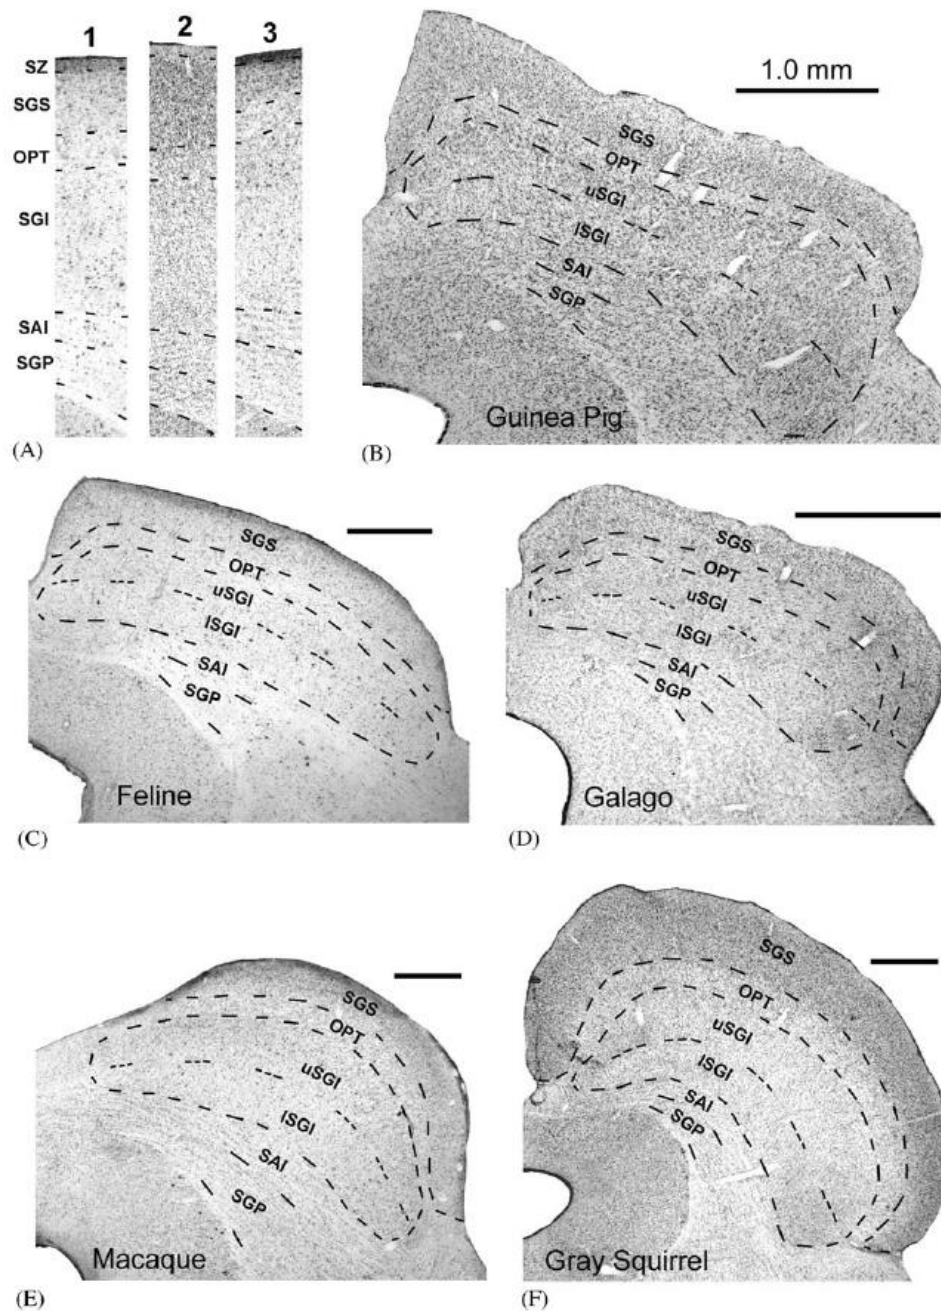 1 2 3
SZ
SGS
OPT
SGI
SAI
SGP
(A)
1.0 mm
SGS
OPT
uSGI
lSGI
SAI
SGP
Guinea Pig
(B)
SGS
OPT
uSGI
lSGI
SAI
SGP
Feline
(C)
SGS
OPT
uSGI
lSGI
SAI
SGP
Galago
(D)
SGS
OPT
uSGI
lSGI
SAI
SGP
Macaque
(E)
SGS
OPT
uSGI
lSGI
SAI
SGP
Gray Squirrel
(F)